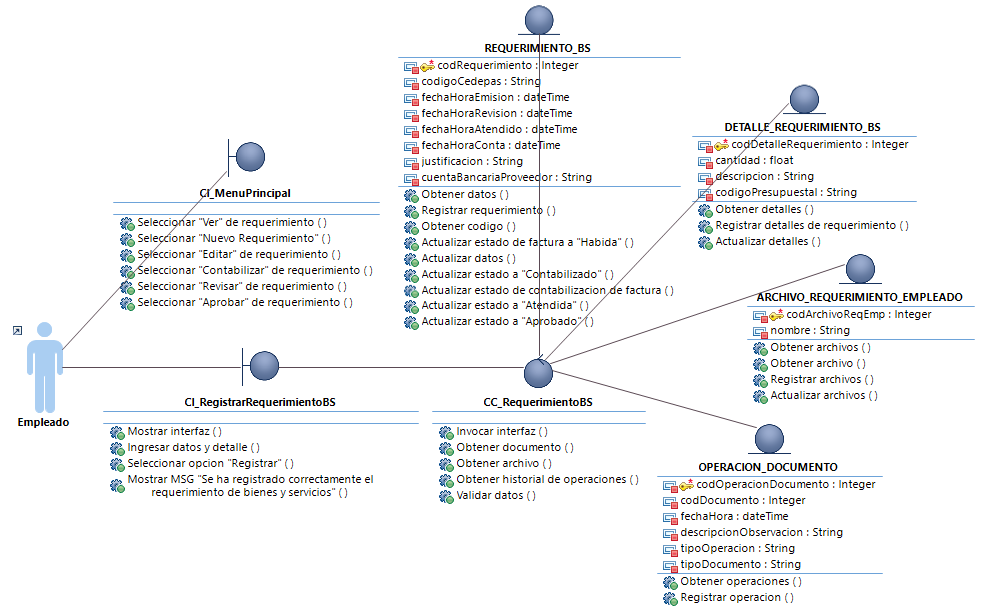 REQUERIMIENTO_BS
codRequerimiento : Integer
codigoCedepas : String
fechaHoraEmision : dateTime
fechaHoraRevision : dateTime
fechaHoraAtendido : dateTime
fechaHoraConta : dateTime
justificacion : String
cuentaBancariaProveedor : String
Obtener datos ( )
Registrar requerimiento ( )
Obtener codigo ( )
Actualizar estado de factura a "Habida" ( )
Actualizar datos ( )
Actualizar estado a "Contabilizado" ( )
Actualizar estado de contabilizacion de factura ( )
Actualizar estado a "Atendida" ( )
Actualizar estado a "Aprobado" ( )
DETALLE_REQUERIMIENTO_BS
codDetalleRequerimiento : Integer
cantidad : float
descripcion : String
codigoPresupuestal : String
Obtener detalles ( )
Registrar detalles de requerimiento ( )
Actualizar detalles ( )
CI_MenuPrincipal
Seleccionar "Ver" de requerimiento ( )
Seleccionar "Nuevo Requerimiento" ( )
Seleccionar "Editar" de requerimiento ( )
Seleccionar "Contabilizar" de requerimiento ( )
Seleccionar "Revisar" de requerimiento ( )
Seleccionar "Aprobar" de requerimiento ( )
ARCHIVO_REQUERIMIENTO_EMPLEADO
codArchivoReqEmp : Integer
nombre : String
Obtener archivos ( )
Obtener archivo ( )
Registrar archivos ( )
Actualizar archivos ( )
Empleado
CI_RegistrarRequerimientoBS
Mostrar interfaz ( )
Ingresar datos y detalle ( )
Seleccionar opcion "Registrar" ( )
Mostrar MSG "Se ha registrado correctamente el
requerimiento de bienes y servicios" ( )
CC_RequerimientoBS
Invocar interfaz ( )
Obtener documento ( )
Obtener archivo ( )
Obtener historial de operaciones ( )
Validar datos ( )
OPERACION_DOCUMENTO
codOperacionDocumento : Integer
codDocumento : Integer
fechaHora : dateTime
descripcionObservacion : String
tipoOperacion : String
tipoDocumento : String
Obtener operaciones ( )
Registrar operacion ( )